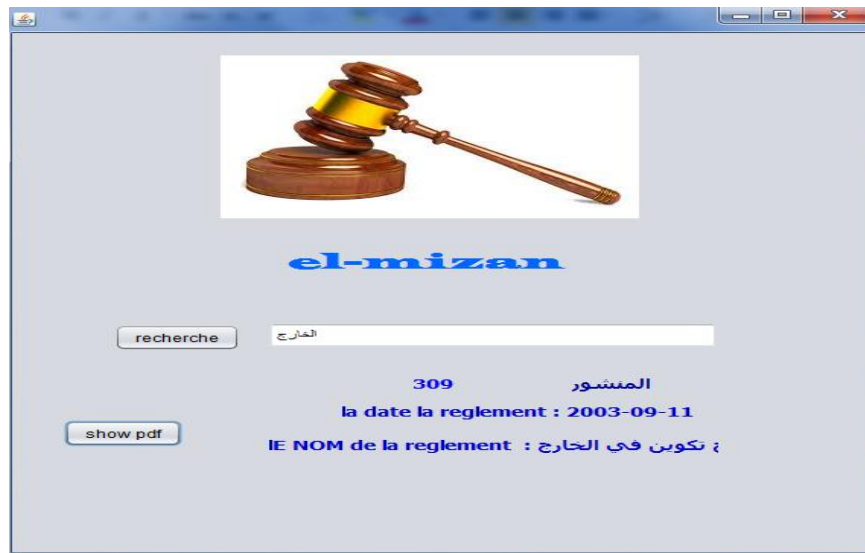 el-mizan
recherche الخارج
المنشور 309
la date la reglement : 2003-09-11
show pdf
lE NOM de la reglement : تكوين في الخارج